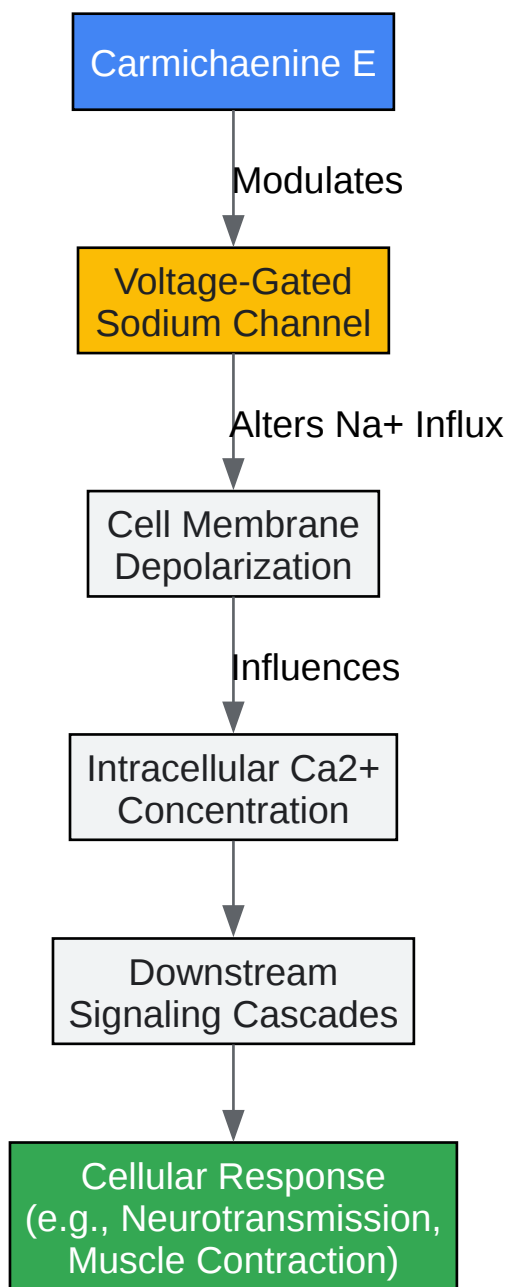 Carmichaenine E
Modulates
Voltage-Gated
Sodium Channel
Alters Na+ Influx
Cell Membrane
Depolarization
Influences
Intracellular Ca2+
Concentration
Downstream
Signaling Cascades
Cellular Response
(e.g., Neurotransmission,
Muscle Contraction)